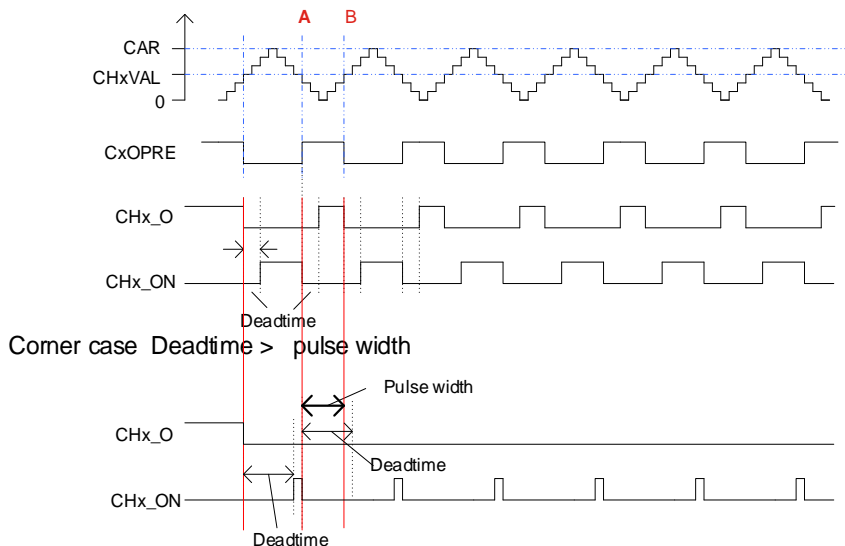 A B
CAR
CHxVAL
0
CxOPRE
CHx_O
CHx_ON
Deadtime
Corner case Deadtime > pulse width
Pulse width
CHx_O
Deadtime
CHx_ON
Deadtime